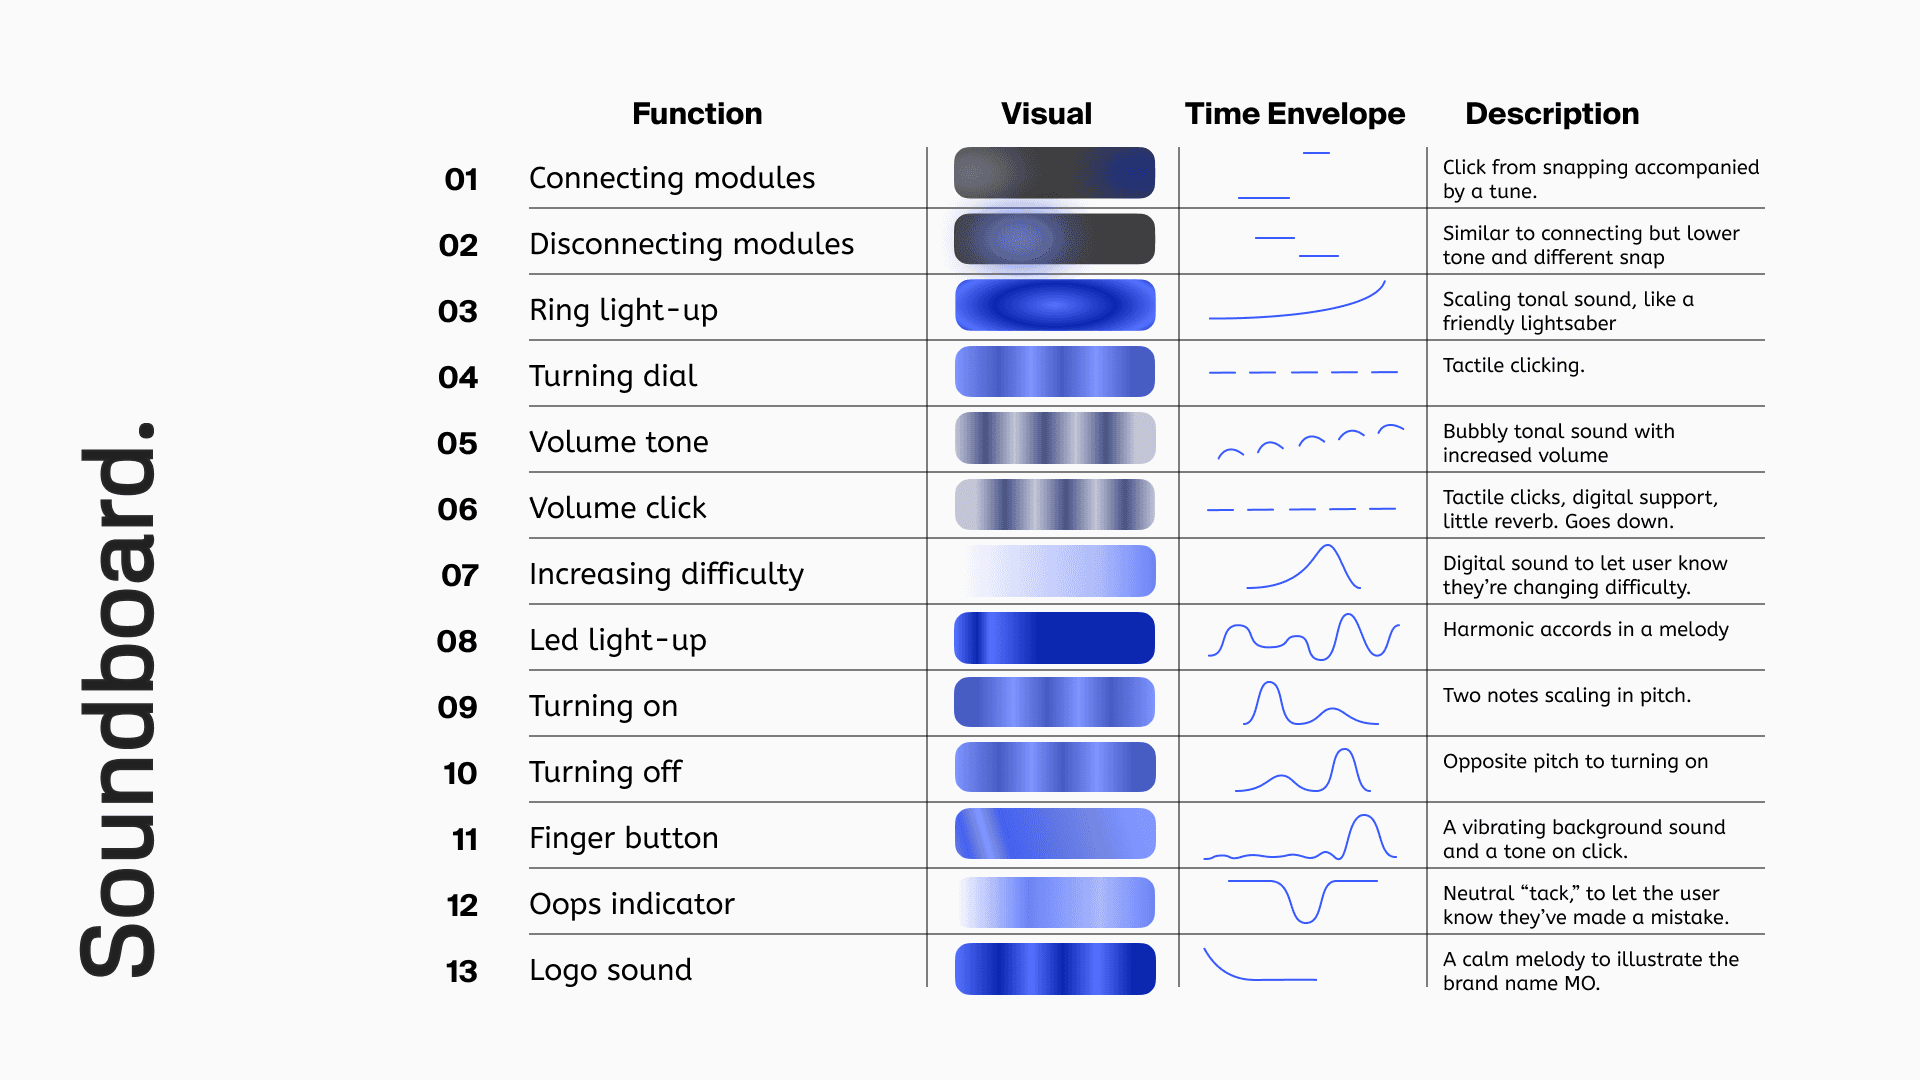 Soundboard.
Function Visual Time Envelope Description
01 Connecting modules Click from snapping accompanied
by a tune.
02 Disconnecting modules Similar to connecting but lower
tone and different snap
03 Ring light-up Scaling tonal sound, like a
friendly lightsaber
04 Turning dial Tactile clicking.
05 Volume tone Bubbly tonal sound with
increased volume
06 Volume click Tactile clicks, digital support,
little reverb. Goes down.
07 Increasing difficulty Digital sound to let user know
they’re changing difficulty.
08 Led light-up Harmonic accords in a melody
09 Turning on Two notes scaling in pitch.
10 Turning off Opposite pitch to turning on
11 Finger button A vibrating background sound
and a tone on click.
12 Oops indicator Neutral “tack,” to let the user
know they’ve made a mistake.
13 Logo sound A calm melody to illustrate the
brand name MO.